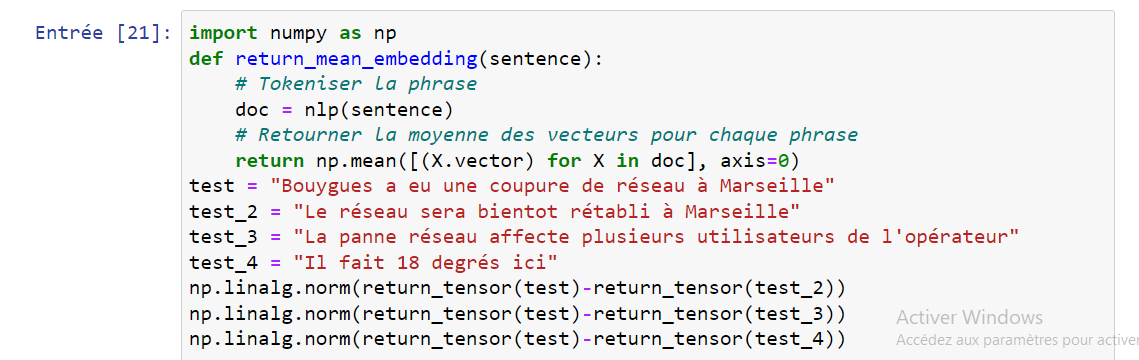 Entrée [21]:
import numpy as np
def return_mean_embedding(sentence):
    # Tokeniser la phrase
    doc = nlp(sentence)
    # Retourner la moyenne des vecteurs pour chaque phrase
    return np.mean([(X.vector) for X in doc], axis=0)
test = "Bouygues a eu une coupure de réseau à Marseille"
test_2 = "Le réseau sera bientot rétabli à Marseille"
test_3 = "La panne réseau affecte plusieurs utilisateurs de l'opérateur"
test_4 = "Il fait 18 degrés ici"
np.linalg.norm(return_tensor(test)-return_tensor(test_2))
np.linalg.norm(return_tensor(test)-return_tensor(test_3))
np.linalg.norm(return_tensor(test)-return_tensor(test_4))
Activer Windows
Accédez aux paramètres pour activer